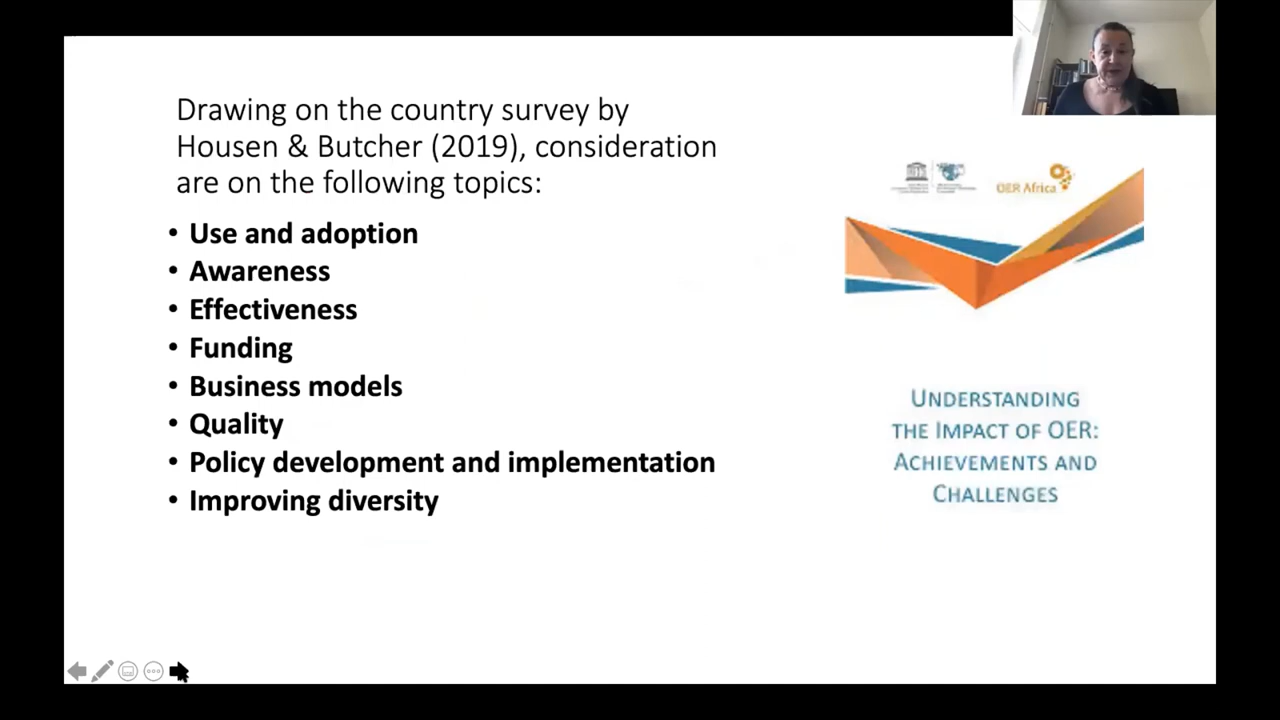 Drawing on the country survey by
Housen & Butcher (2019), consideration
are on the following topics:
• Use and adoption
• Awareness
• Effectiveness
• Funding
• Business models
• Quality
• Policy development and implementation
• Improving diversity
OER Africa
UNDERSTANDING
THE IMPACT OF OER:
ACHIEVEMENTS AND
CHALLENGES